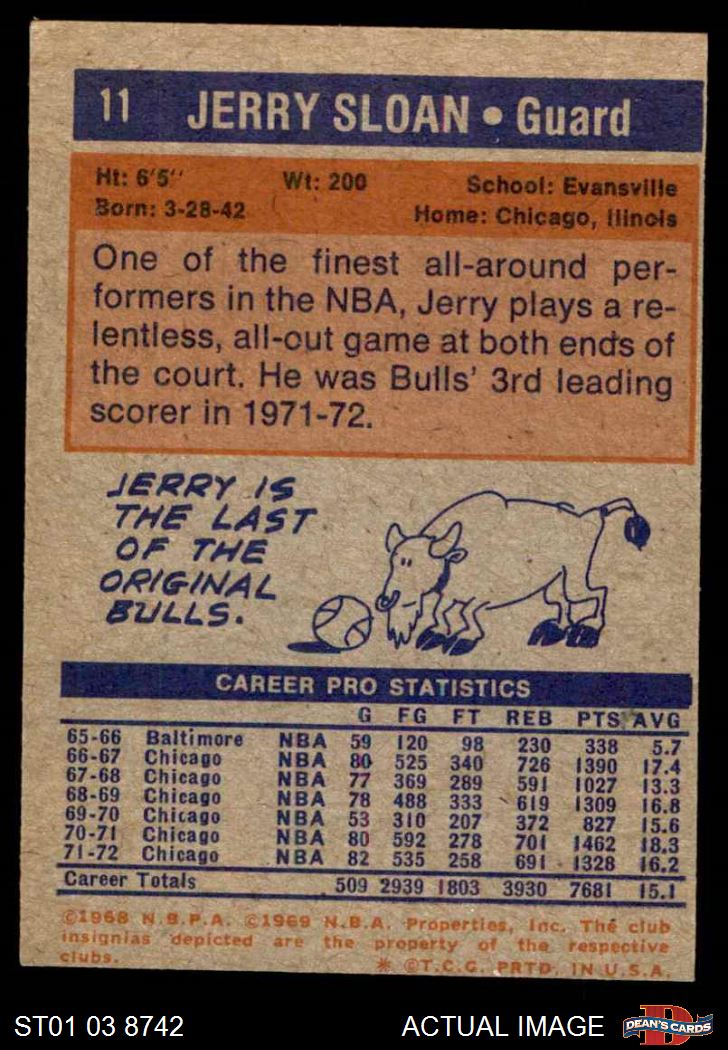 11 JERRY SLOAN • Guard
Ht: 6'5'' Wt: 200 School: Evansville
Born: 3-28-42 Home: Chicago, Ilinois
One of the finest all-around per-
formers in the NBA, Jerry plays a re-
lentless, all-out game at both ends of
the court. He was Bulls' 3rd leading
scorer in 1971-72.
JERRY IS
THE LAST
OF THE
ORIGINAL
BULLS.
CAREER PRO STATISTICS
G FG FT REB PTS AVG
65-66 Baltimore NBA 59 120 98 230 338 5.7
66-67 Chicago NBA 80 525 340 726 1390 17.4
67-68 Chicago NBA 77 369 289 591 1027 13.3
68-69 Chicago NBA 78 488 333 619 1309 16.8
69-70 Chicago NBA 53 310 207 372 827 15.6
70-71 Chicago NBA 80 592 278 701 1462 18.3
71-72 Chicago NBA 82 535 258 691 1328 16.2
Career Totals 509 2939 1803 3930 7681 15.1
©1968 N.B.P.A. ©1969 N.B.A. Properties, Inc. The club
insignias depicted are the property of the respective
clubs. * ©T.C.G. PRTD. IN U.S.A.
ST01 03 8742 ACTUAL IMAGE D DEAN'S CARDS